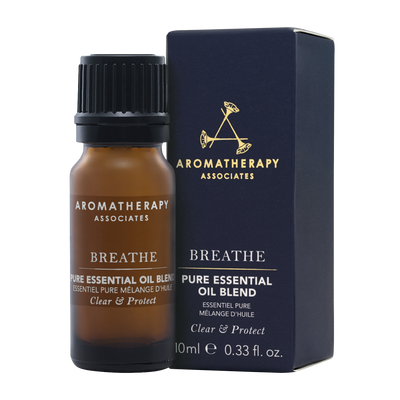 AROMATHERAPY
ASSOCIATES
BREATHE
PURE ESSENTIAL OIL BLEND
ESSENTIEL PURE MÉLANGE D'HUILE
Clear & Protect
AROMATHERAPY
ASSOCIATES
BREATHE
PURE ESSENTIAL
OIL BLEND
ESSENTIEL PURE
MÉLANGE D'HUILE
Clear & Protect
10ml ℮ 0.33 fl. oz.